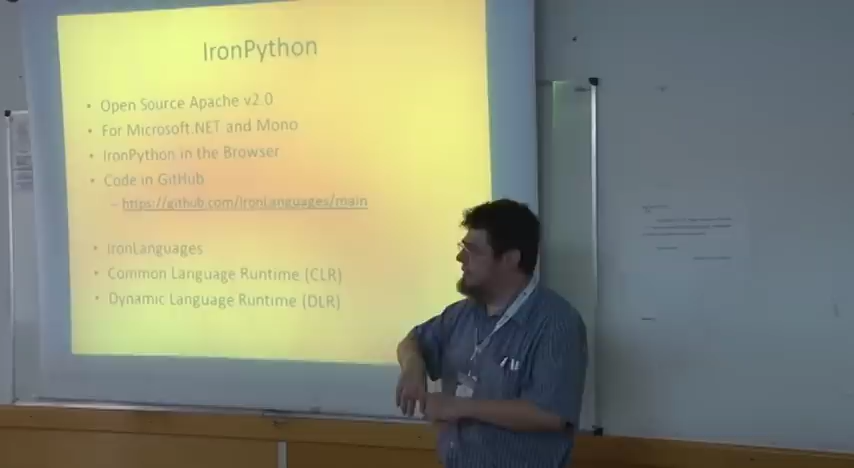 IronPython
• Open Source Apache v2.0
• For Microsoft.NET and Mono
• IronPython in the Browser
• Code in GitHub
– https://github.com/IronLanguages/main
• IronLanguages
• Common Language Runtime (CLR)
• Dynamic Language Runtime (DLR)